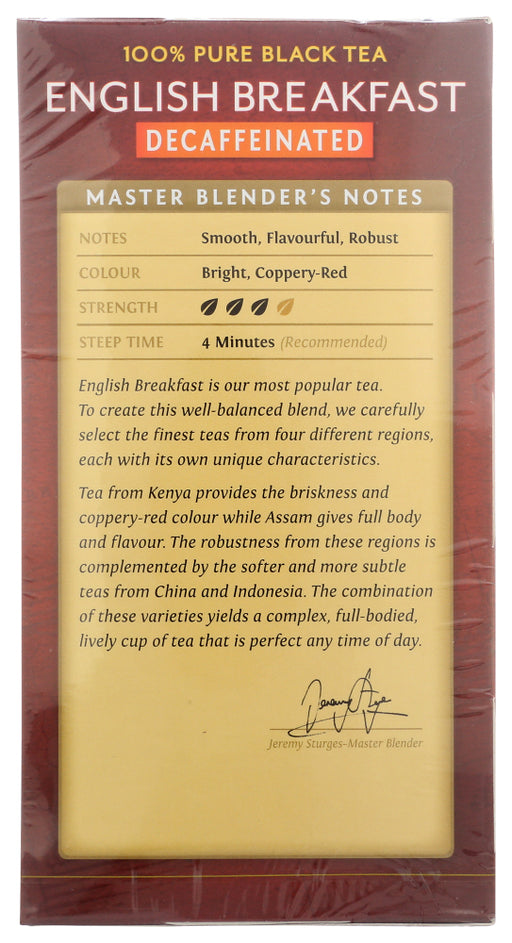 100% PURE BLACK TEA
ENGLISH BREAKFAST
DECAFFEINATED
MASTER BLENDER'S NOTES
NOTES Smooth, Flavourful, Robust
COLOUR Bright, Coppery-Red
STRENGTH
STEEP TIME 4 Minutes (Recommended)
English Breakfast is our most popular tea.
To create this well-balanced blend, we carefully
select the finest teas from four different regions,
each with its own unique characteristics.
Tea from Kenya provides the briskness and
coppery-red colour while Assam gives full body
and flavour. The robustness from these regions is
complemented by the softer and more subtle
teas from China and Indonesia. The combination
of these varieties yields a complex, full-bodied,
lively cup of tea that is perfect any time of day.
Jeremy Sturges–Master Blender